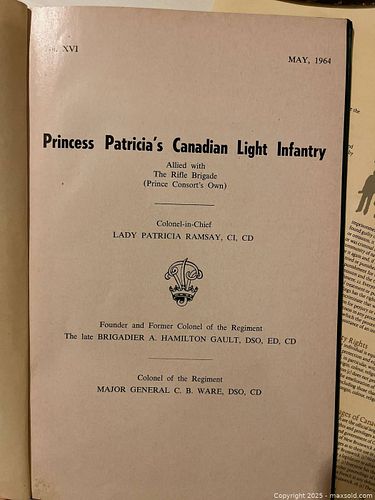 XVI
MAY, 1964
Princess Patricia's Canadian Light Infantry
Allied with
The Rifle Brigade
(Prince Consort's Own)
Colonel-in-Chief
LADY PATRICIA RAMSAY, CI, CD
Founder and Former Colonel of the Regiment
The late BRIGADIER A. HAMILTON GAULT, DSO, ED, CD
Colonel of the Regiment
MAJOR GENERAL C. B. WARE, DSO, CD
Copyright 2025 - maxsold.com